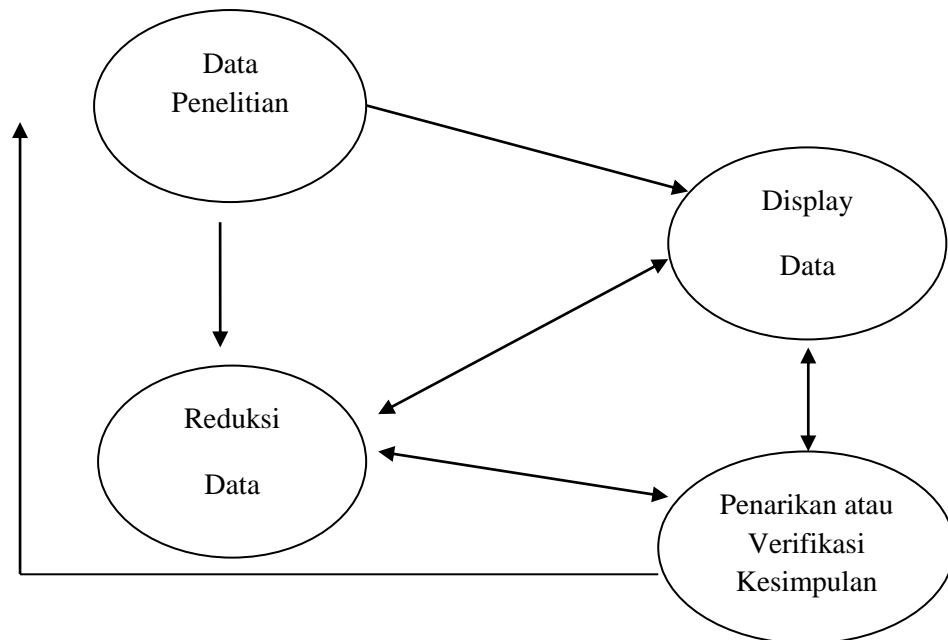 Data
Penelitian
Display
Data
Reduksi
Data
Penarikan atau
Verifikasi
Kesimpulan